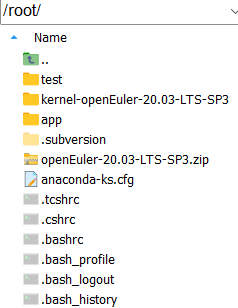 /root/
Name
..
test
kernel-openEuler-20.03-LTS-SP3
app
.subversion
openEuler-20.03-LTS-SP3.zip
anaconda-ks.cfg
.tcshrc
.cshrc
.bashrc
.bash_profile
.bash_logout
.bash_history